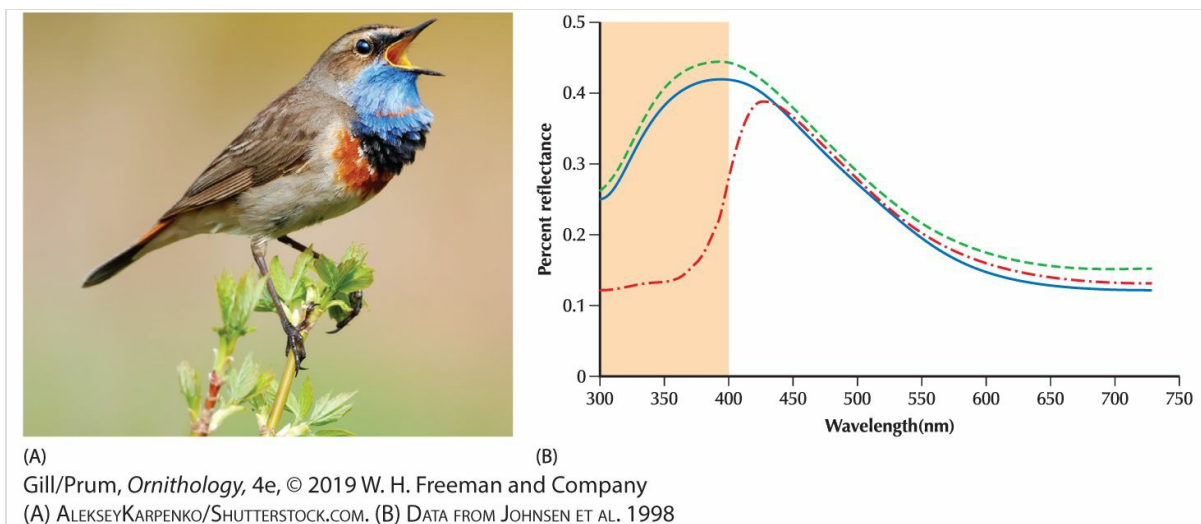 0.5
0.4
0.3
0.2
0.1
0
Percent reflectance
300 350 400 450 500 550 600 650 700 750
Wavelength(nm)
(A) (B)
Gill/Prum, Ornithology, 4e, © 2019 W. H. Freeman and Company
(A) ALEKSEYKARPENKO/SHUTTERSTOCK.COM. (B) DATA FROM JOHNSEN ET AL. 1998